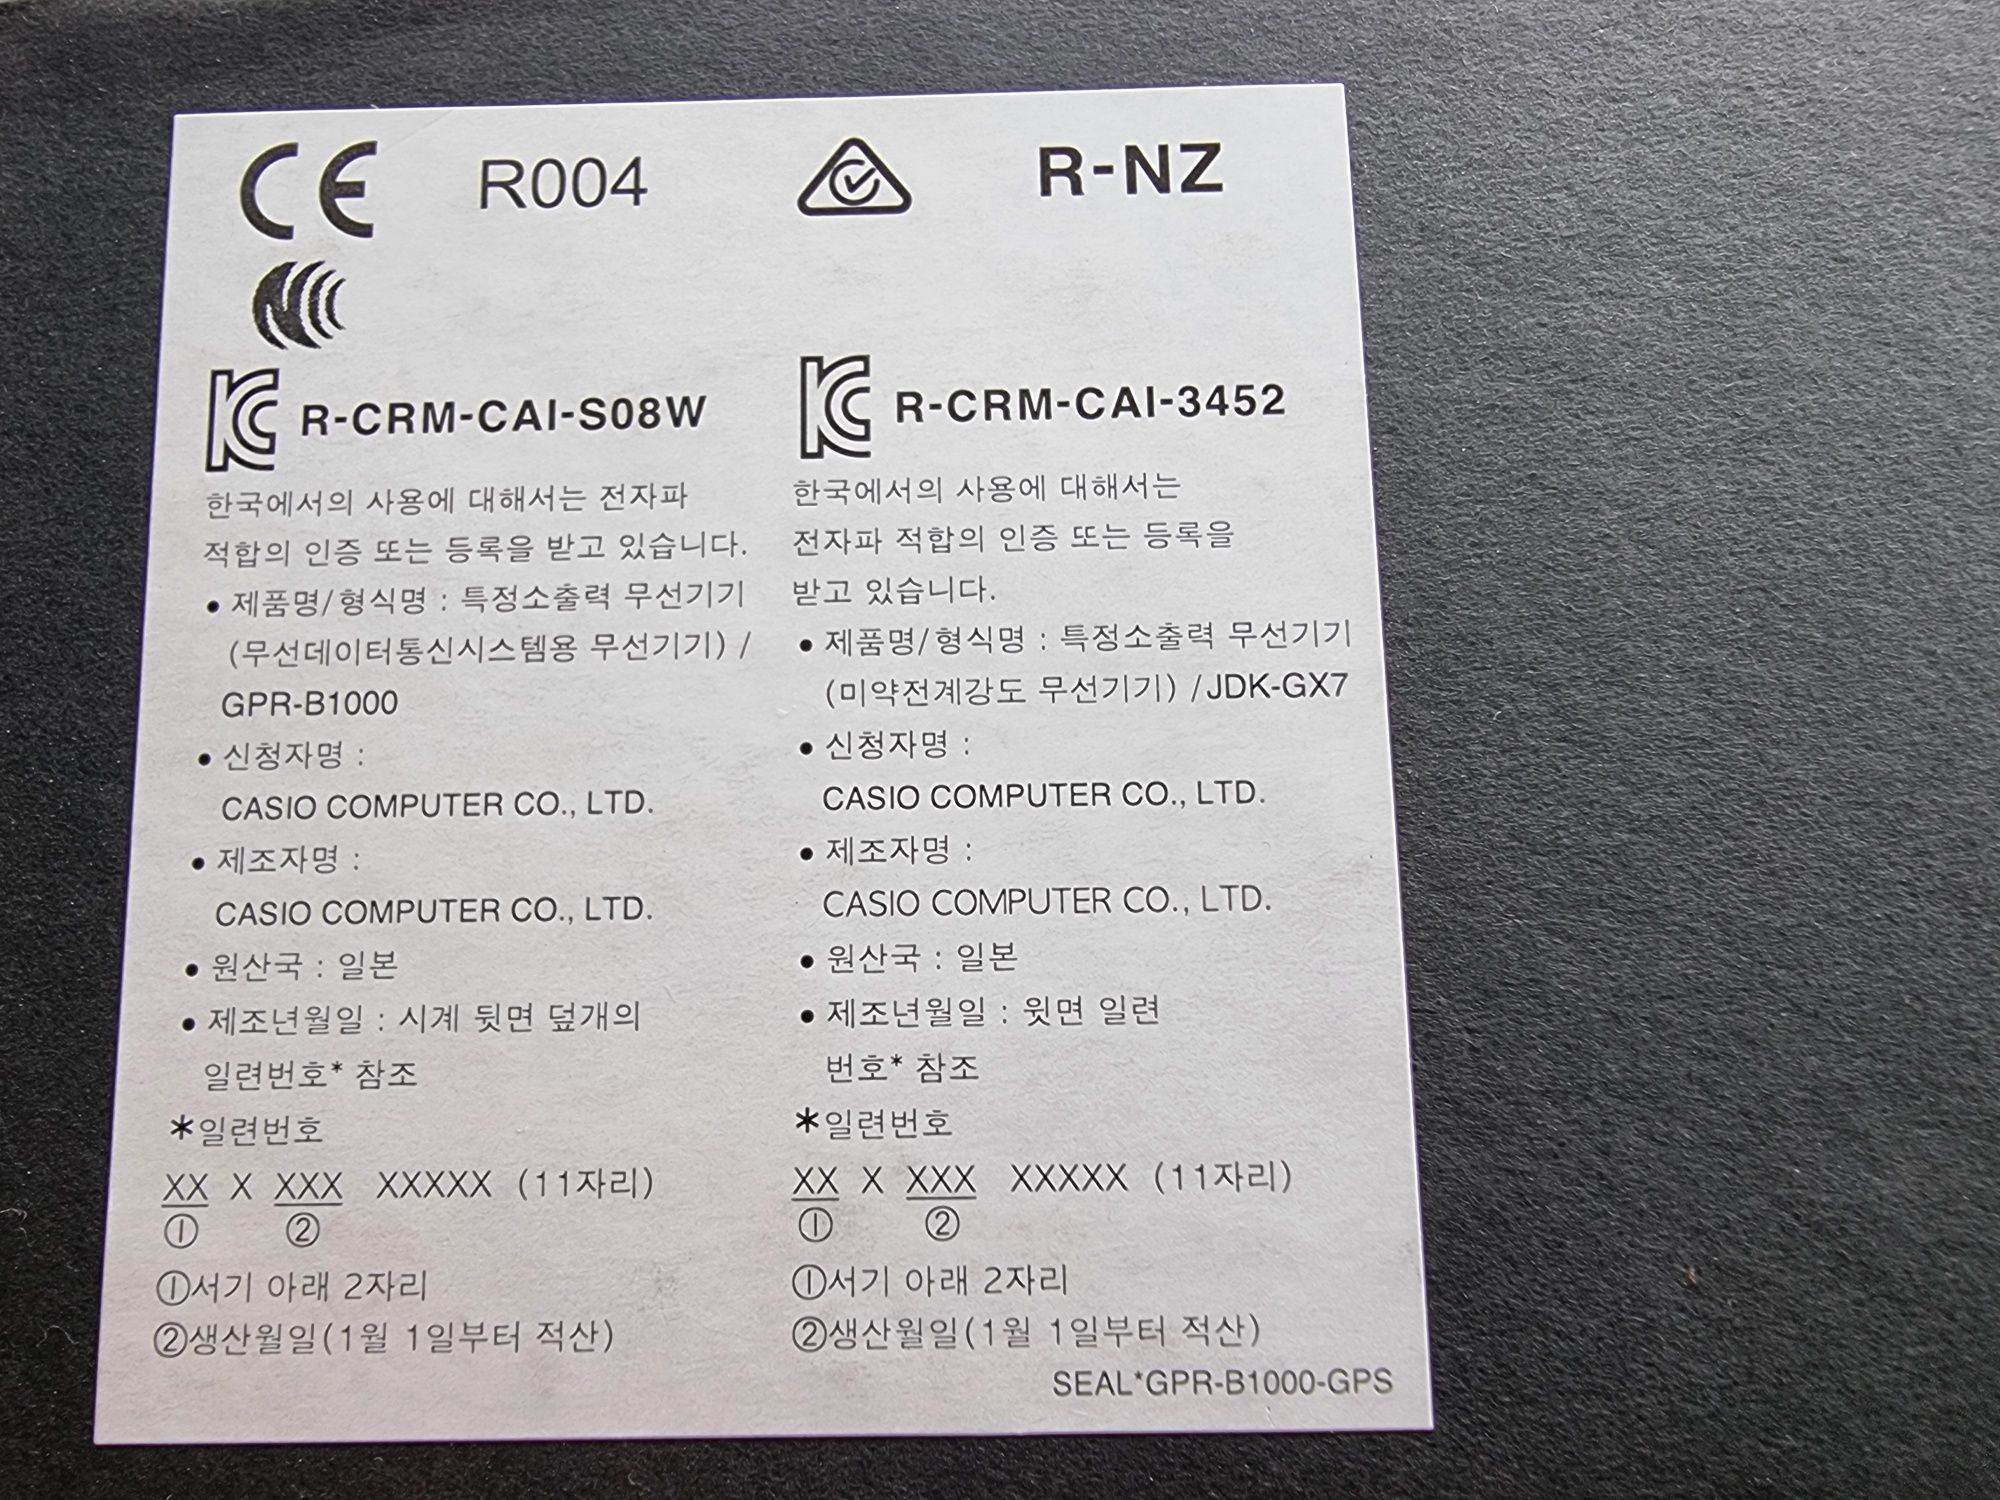 CE R004 R-NZ
R-CRM-CAI-S08W
한국에서의 사용에 대해서는 전자파
적합의 인증 또는 등록을 받고 있습니다.
• 제품명/형식명 : 특정소출력 무선기기
(무선데이터통신시스템용 무선기기) /
GPR-B1000
• 신청자명 :
CASIO COMPUTER CO., LTD.
• 제조자명 :
CASIO COMPUTER CO., LTD.
• 원산국 : 일본
• 제조년월일 : 시계 뒷면 덮개의
일련번호* 참조
*일련번호
XX X XXX XXXXX (11자리)
① ②
①서기 아래 2자리
②생산월일(1월 1일부터 적산)
R-CRM-CAI-3452
한국에서의 사용에 대해서는
전자파 적합의 인증 또는 등록을
받고 있습니다.
• 제품명/형식명 : 특정소출력 무선기기
(미약전계강도 무선기기) /JDK-GX7
• 신청자명 :
CASIO COMPUTER CO., LTD.
• 제조자명 :
CASIO COMPUTER CO., LTD.
• 원산국 : 일본
• 제조년월일 : 윗면 일련
번호* 참조
*일련번호
XX X XXX XXXXX (11자리)
① ②
①서기 아래 2자리
②생산월일(1월 1일부터 적산)
SEAL*GPR-B1000-GPS